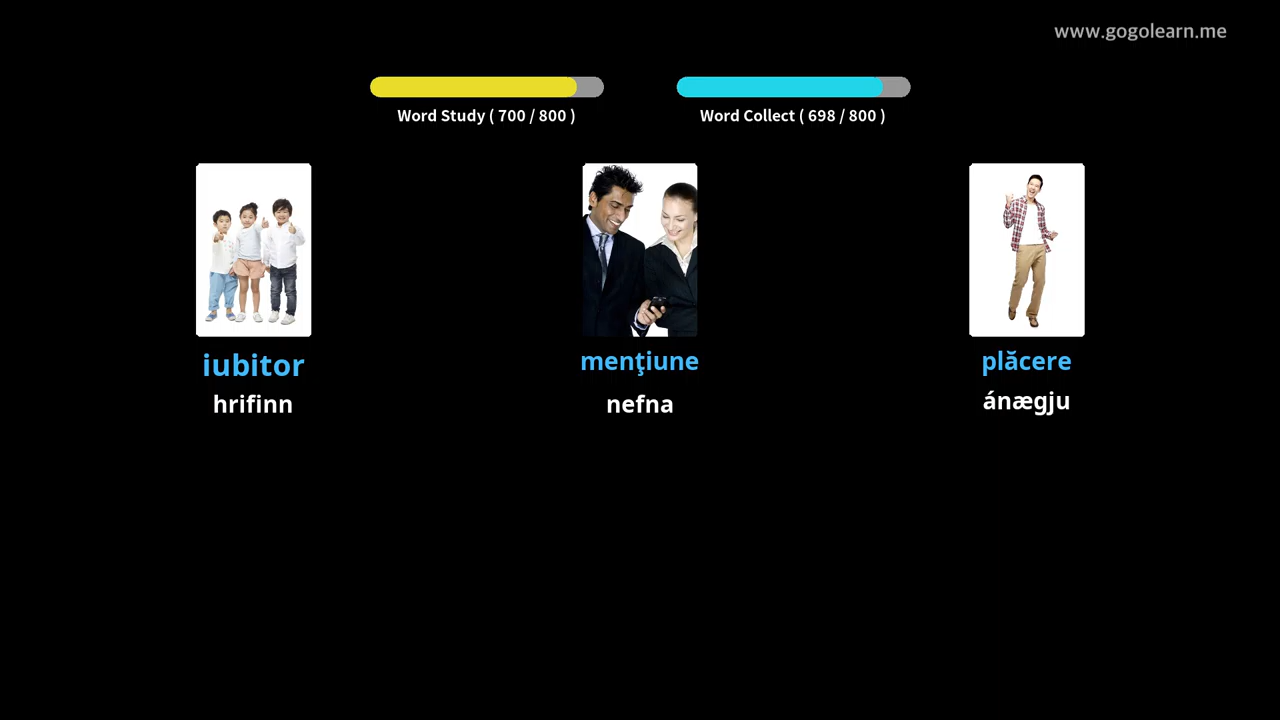 www.gogolearn.me
Word Study ( 700 / 800 )
Word Collect ( 698 / 800 )
iubitor
menţiune
plăcere
hrifinn
nefna
ánægju